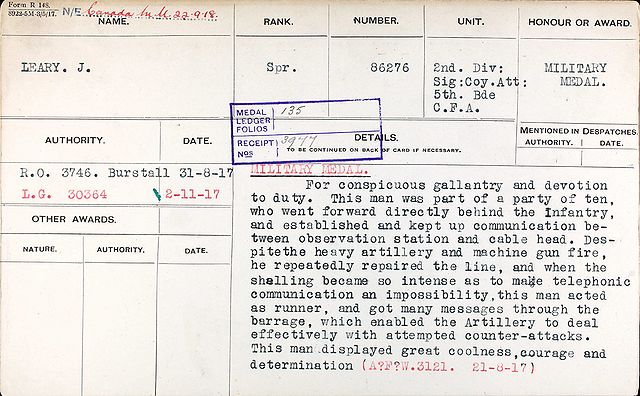 Form R 148.
8928-5M-8/5/17.
N/E Canada 22-9-18
NAME.
RANK.
NUMBER.
UNIT.
HONOUR OR AWARD.
LEARY. J.
Spr.
86276
2nd. Div:
Sig:Coy.Att:
5th. Bde
C.F.A.
MILITARY
MEDAL.
MEDAL LEDGER FOLIOS 135
RECEIPT Nos 3977
MENTIONED IN DESPATCHES
AUTHORITY. DATE.
AUTHORITY. DATE.
DETAILS.
TO BE CONTINUED ON BACK OF CARD IF NECESSARY.
R.O. 3746. Burstall 31-8-17
L.G. 30364 2-11-17
OTHER AWARDS.
NATURE. AUTHORITY. DATE.
MILITARY MEDAL.
For conspicuous gallantry and devotion
to duty. This man was part of a party of ten,
who went forward directly behind the Infantry,
and established and kept up communication be-
tween observation station and cable head. Des-
pitethe heavy artillery and machine gun fire,
he repeatedly repaired the line, and when the
shelling became so intense as to make telephonic
communication an impossibility,this man acted
as runner, and got many messages through the
barrage, which enabled the Artillery to deal
effectively with attempted counter-attacks.
This man displayed great coolness,courage and
determination (A?F?W.3121. 21-8-17)